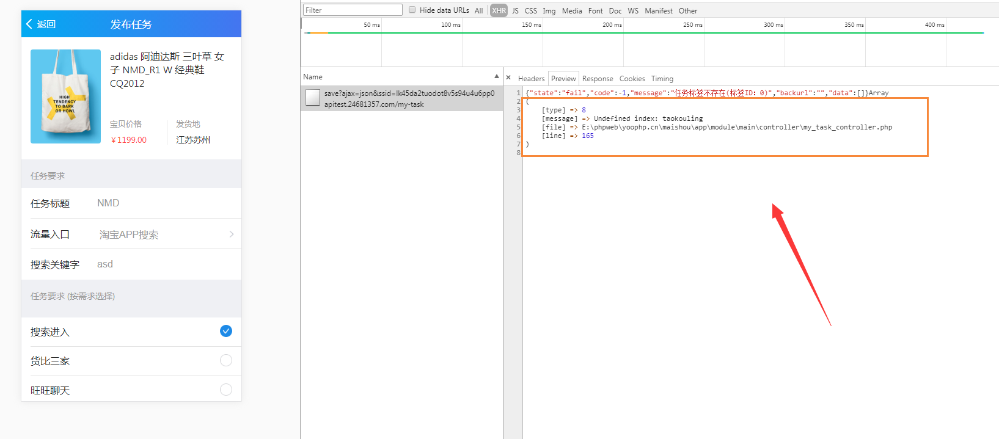 返回
发布任务
adidas 阿迪达斯 三叶草 女
子 NMD_R1 W 经典鞋
CQ2012
HIGH
TENDENCY
TO BARK
OR HOWL
宝贝价格
发货地
¥1199.00
江苏苏州
任务要求
任务标题 NMD
流量入口 淘宝APP搜索
搜索关键字 asd
任务要求 (按需求选择)
搜索进入
货比三家
旺旺聊天
Filter Hide data URLs All XHR JS CSS Img Media Font Doc WS Manifest Other
50 ms 100 ms 150 ms 200 ms 250 ms 300 ms 350 ms 400 ms
Name
save?ajax=json&ssid=lk45da2tuodot8v5s94u4u6pp0
apitest.24681357.com/my-task
× Headers Preview Response Cookies Timing
1 {"state":"fail","code":-1,"message":"任务标签不存在(标签ID: 0)","backurl":"","data":[]}Array
2 (
3 [type] => 8
4 [message] => Undefined index: taokouling
5 [file] => E:\phpweb\yoophp.cn\maishou\app\module\main\controller\my_task_controller.php
6 [line] => 165
7 )
8